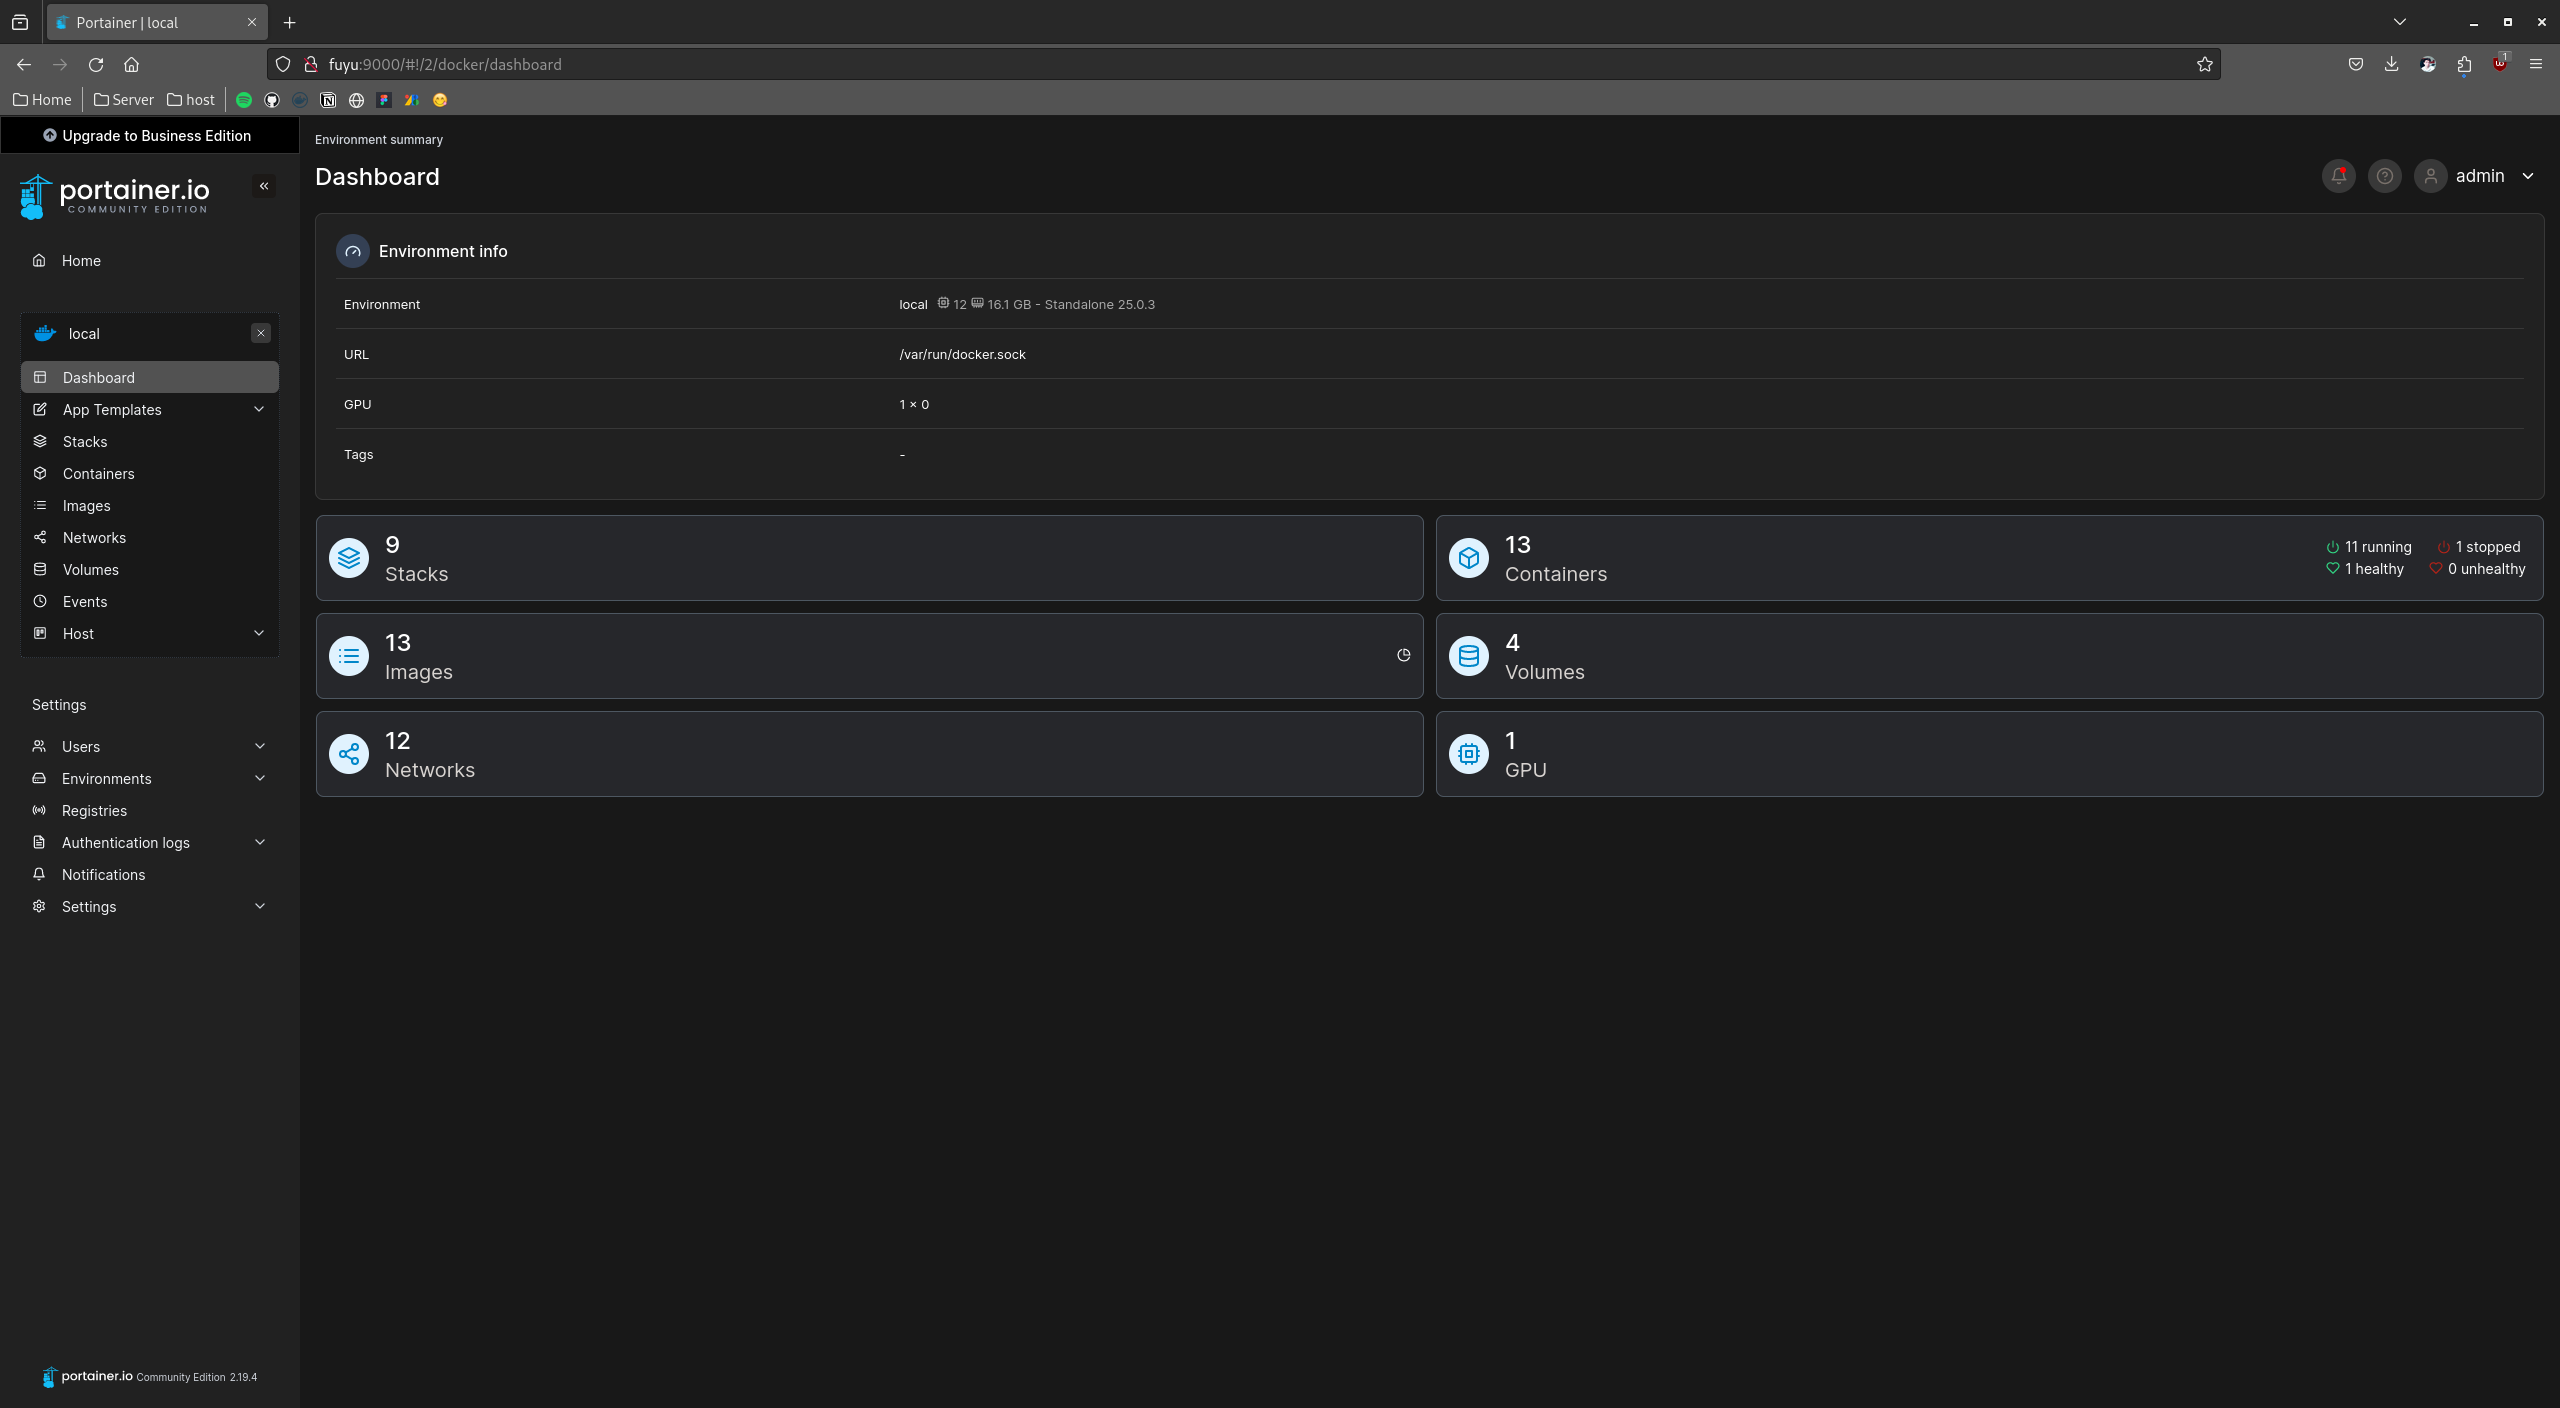 Portainer | local
fuyu:9000/#!/2/docker/dashboard
1
Home
Server
host
Upgrade to Business Edition
portainer.io
COMMUNITY EDITION
Home
local
Dashboard
App Templates
Stacks
Containers
Images
Networks
Volumes
Events
Host
Settings
Users
Environments
Registries
Authentication logs
Notifications
Settings
portainer.io Community Edition 2.19.4
Environment summary
Dashboard
admin
Environment info
Environment local 12 16.1 GB - Standalone 25.0.3
URL /var/run/docker.sock
GPU 1 × 0
Tags -
9
Stacks
13
Containers
11 running 1 stopped
1 healthy 0 unhealthy
13
Images
4
Volumes
12
Networks
1
GPU